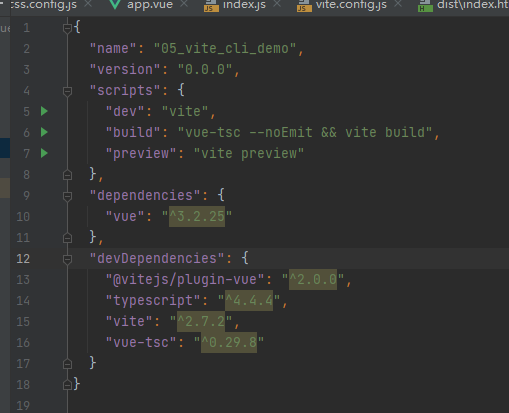 css.config.js × app.vue × index.js × vite.config.js × dist\index.ht
1 {
2 "name": "05_vite_cli_demo",
3 "version": "0.0.0",
4 "scripts": {
5 "dev": "vite",
6 "build": "vue-tsc --noEmit && vite build",
7 "preview": "vite preview"
8 },
9 "dependencies": {
10 "vue": "^3.2.25"
11 },
12 "devDependencies": {
13 "@vitejs/plugin-vue": "^2.0.0",
14 "typescript": "^4.4.4",
15 "vite": "^2.7.2",
16 "vue-tsc": "^0.29.8"
17 }
18 }
19